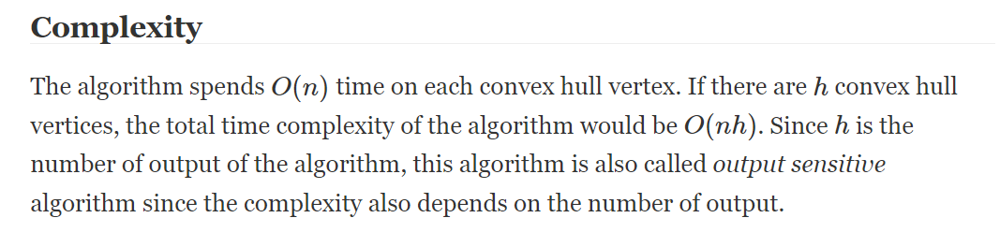 Complexity
The algorithm spends O(n) time on each convex hull vertex. If there are h convex hull
vertices, the total time complexity of the algorithm would be O(nh). Since h is the
number of output of the algorithm, this algorithm is also called output sensitive
algorithm since the complexity also depends on the number of output.